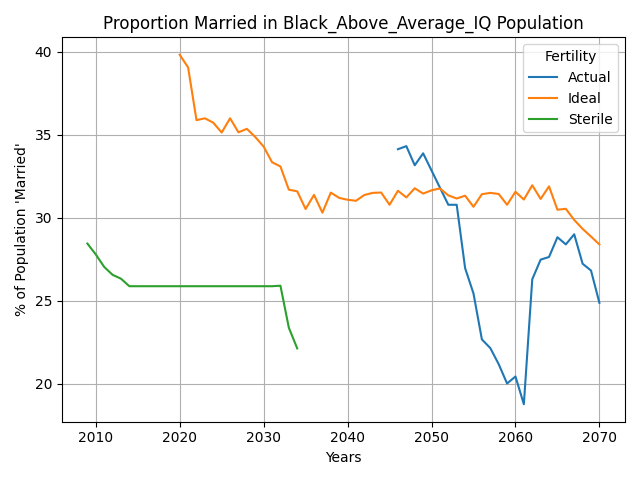 Proportion Married in Black_Above_Average_IQ Population
% of Population 'Married'
40
35
30
25
20
Fertility
Actual
Ideal
Sterile
2010 2020 2030 2040 2050 2060 2070
Years